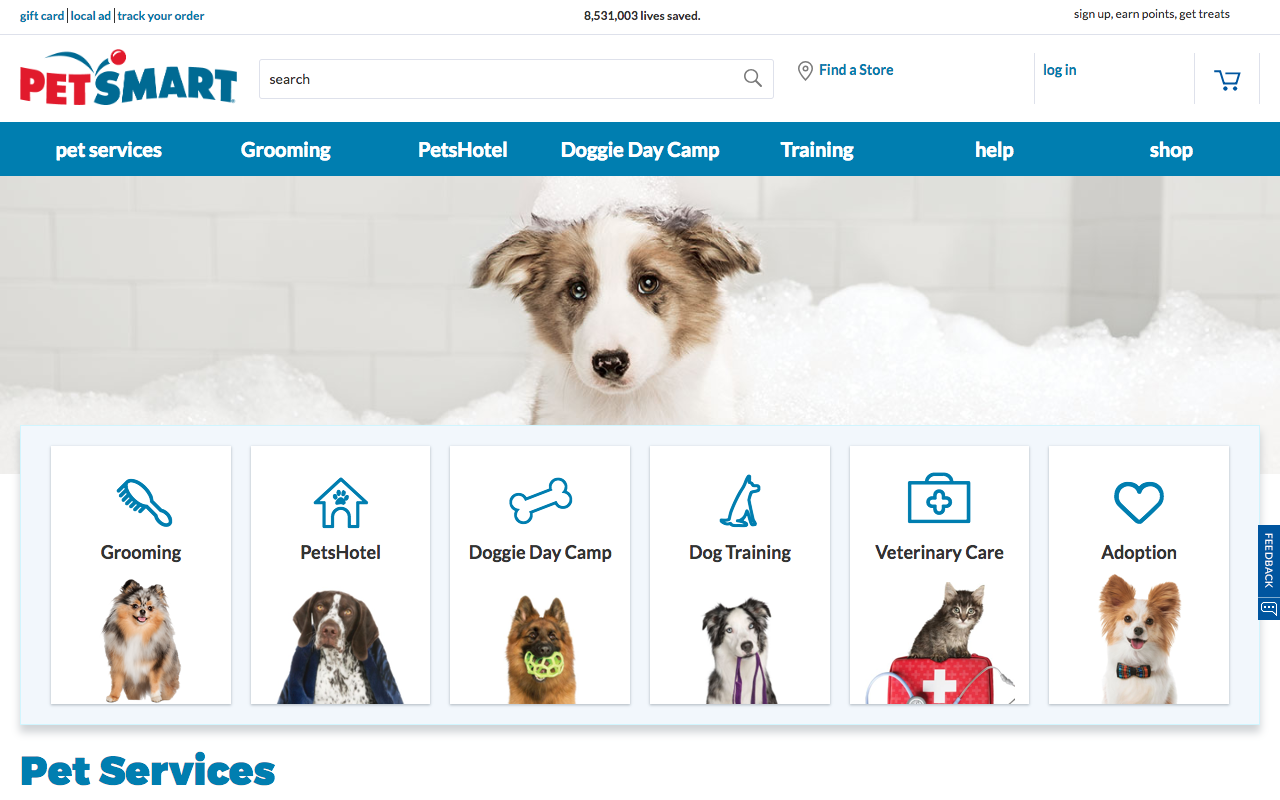 gift card | local ad | track your order
8,531,003 lives saved.
sign up, earn points, get treats
PETSMART
search
Find a Store
log in
pet services
Grooming
PetsHotel
Doggie Day Camp
Training
help
shop
Grooming
PetsHotel
Doggie Day Camp
Dog Training
Veterinary Care
Adoption
FEEDBACK
Pet Services